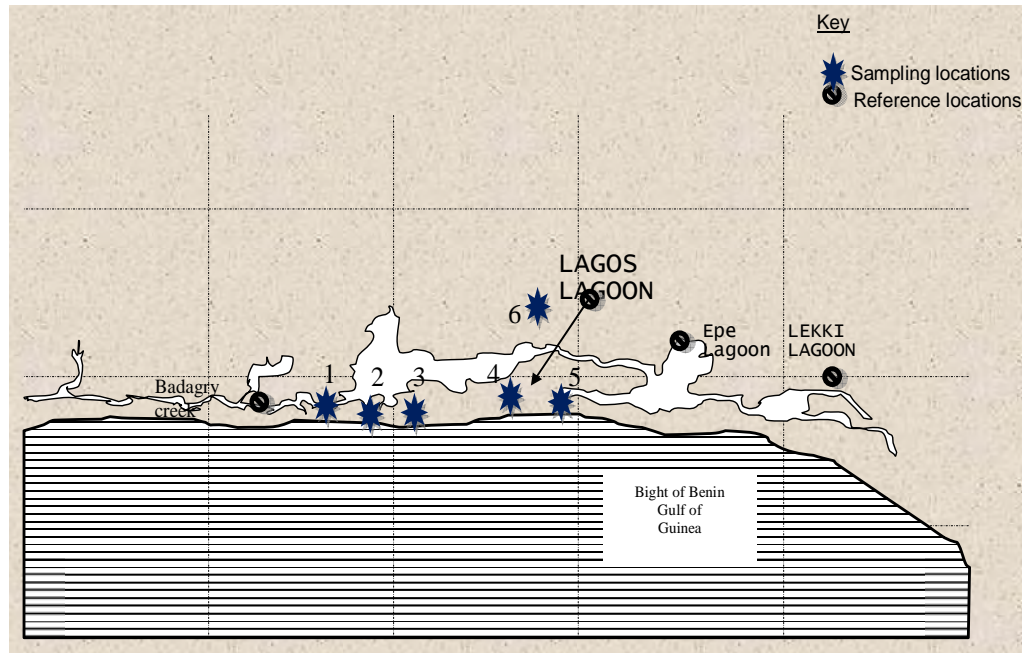 Key
Sampling locations
Reference locations
LAGOS
LAGOON
6
Epe
Lagoon
LEKKI
LAGOON
Badagry
creek
1
2
3
4
5
Bight of Benin
Gulf of
Guinea